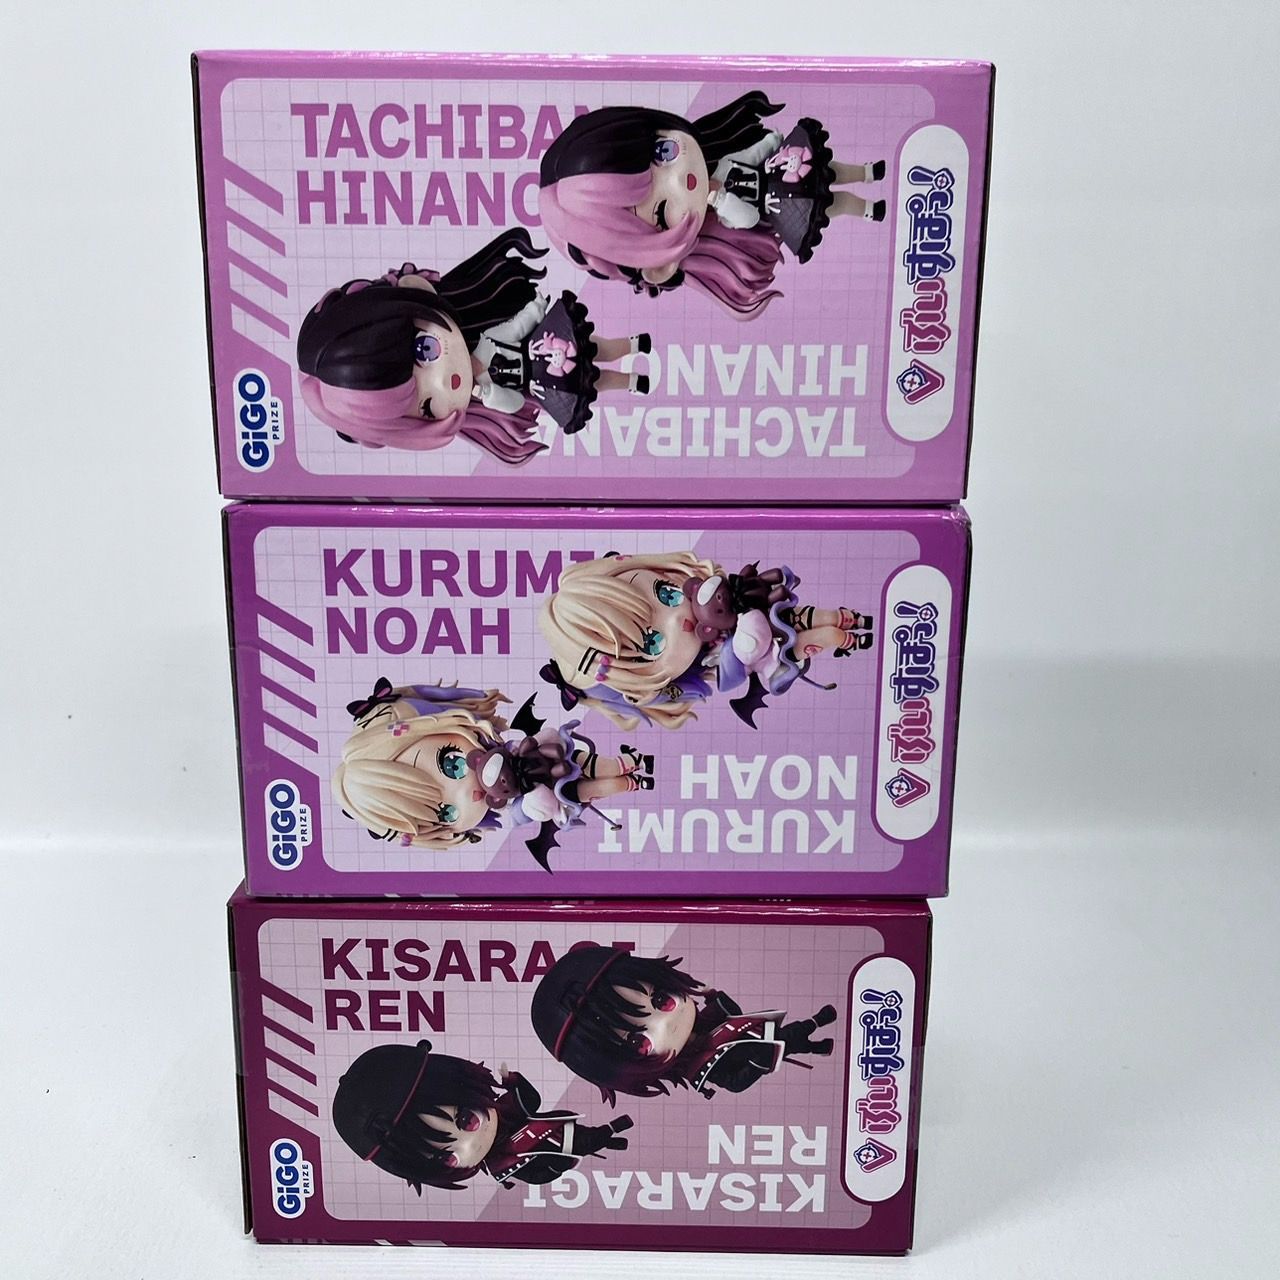 TACHIBAN
HINANO
TACHIBANA
HINANO
ぶいすぽっ!
GiGO
PRIZE
KURUMI
NOAH
KURUMI
NOAH
ぶいすぽっ!
GiGO
PRIZE
KISARAGI
REN
KISARAGI
REN
ぶいすぽっ!
GiGO
PRIZE